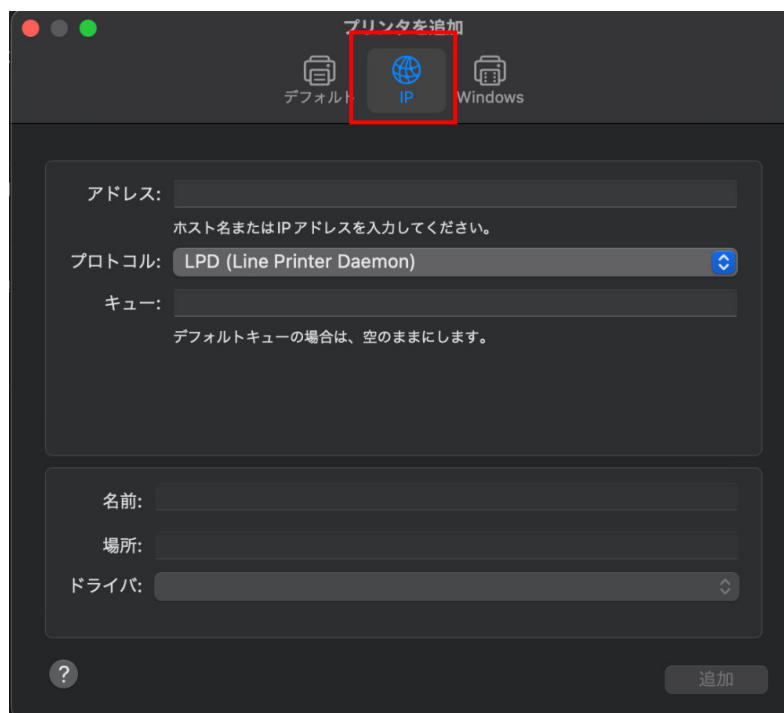 プリンタを追加
デフォルト IP Windows
アドレス:
ホスト名またはIPアドレスを入力してください。
プロトコル: LPD (Line Printer Daemon)
キュー:
デフォルトキューの場合は、空のままにします。
名前:
場所:
ドライバ:
? 追加